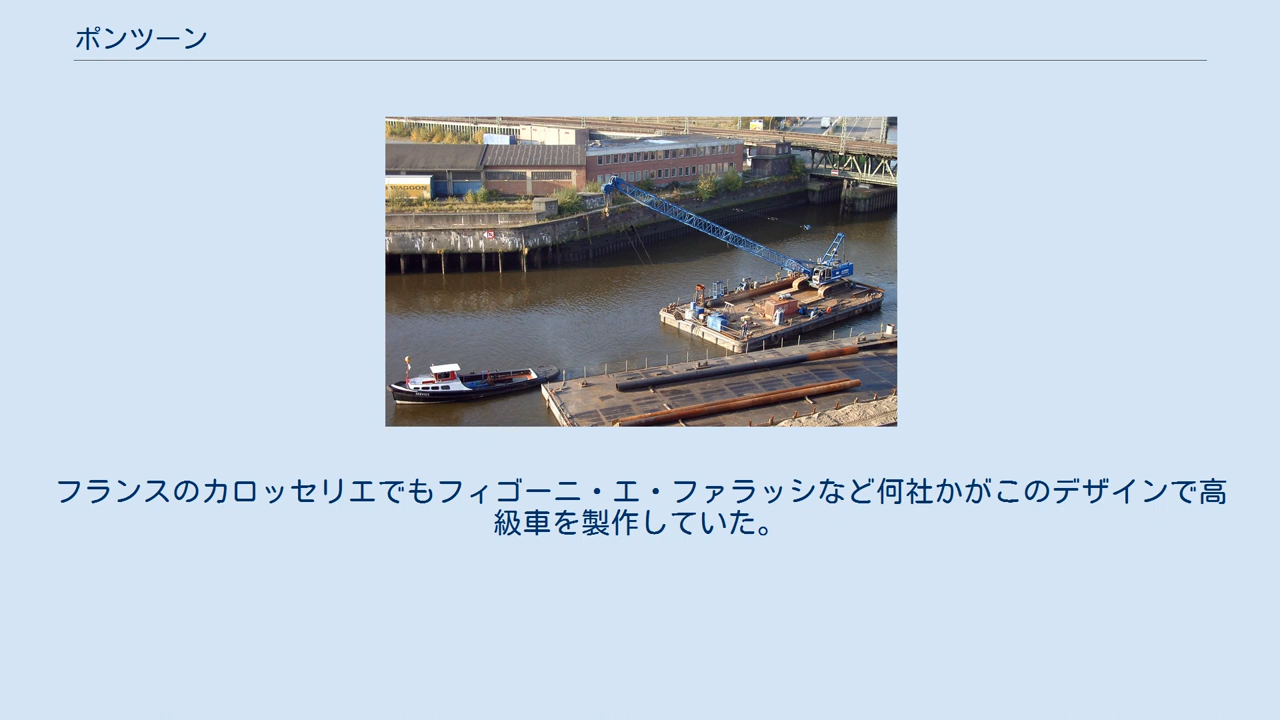 ポンツーン
WAGGON
フランスのカロッセリエでもフィゴーニ・エ・ファラッシなど何社かがこのデザインで高
級車を製作していた。